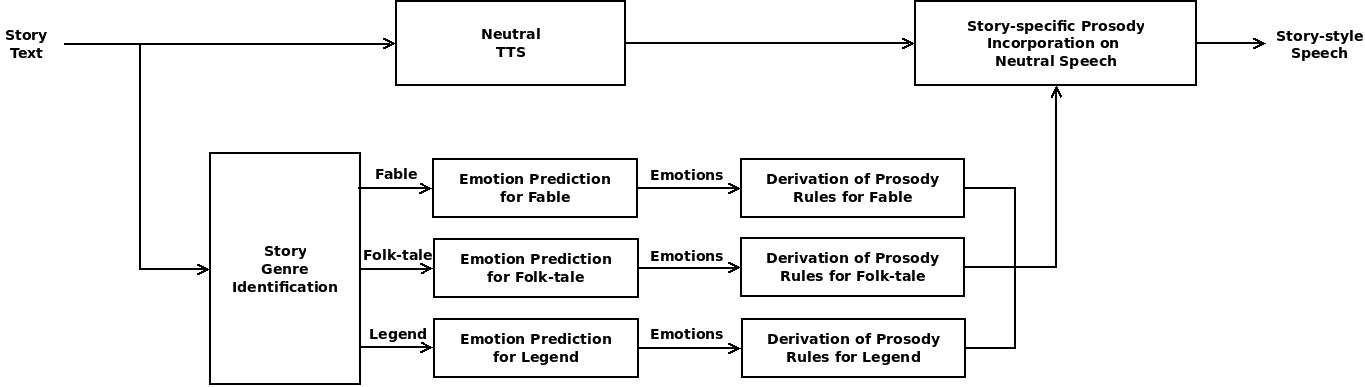 Story
Text
Neutral
TTS
Story-specific Prosody
Incorporation on
Neutral Speech
Story-style
Speech
Story
Genre
Identification
Fable
Emotion Prediction
for Fable
Emotions
Derivation of Prosody
Rules for Fable
Folk-tale
Emotion Prediction
for Folk-tale
Emotions
Derivation of Prosody
Rules for Folk-tale
Legend
Emotion Prediction
for Legend
Emotions
Derivation of Prosody
Rules for Legend